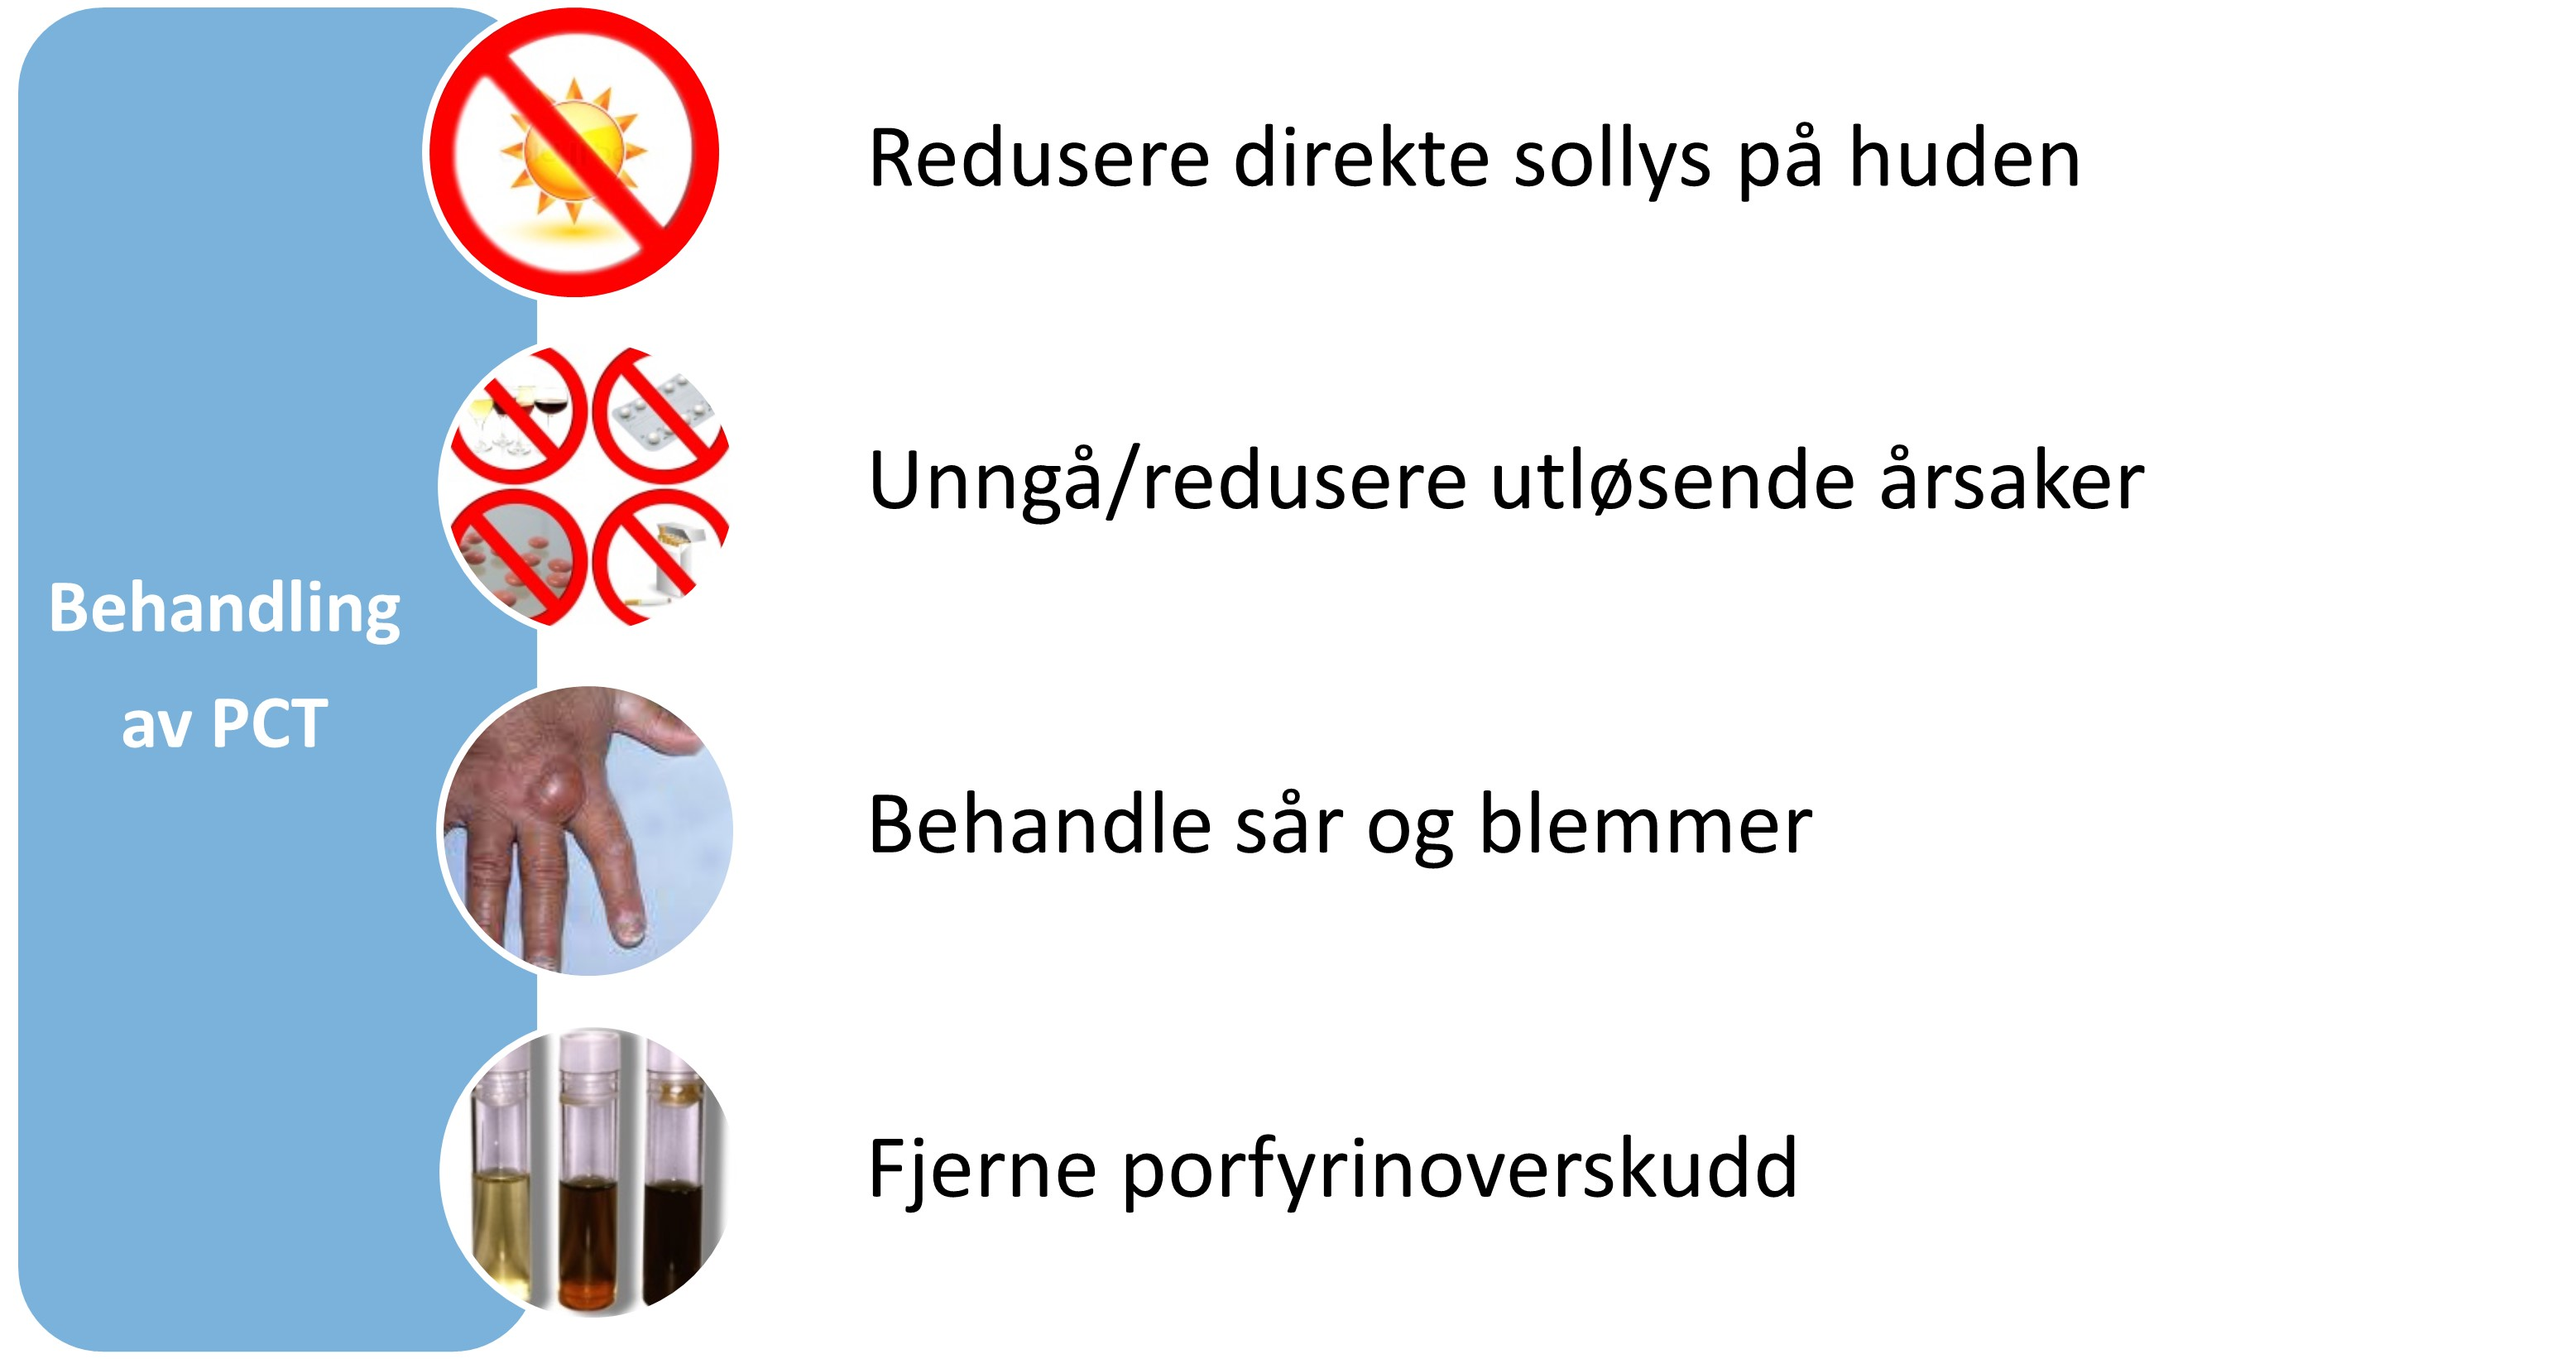 Behandling
av PCT
Redusere direkte sollys på huden
Unngå/redusere utløsende årsaker
Behandle sår og blemmer
Fjerne porfyrinoverskudd